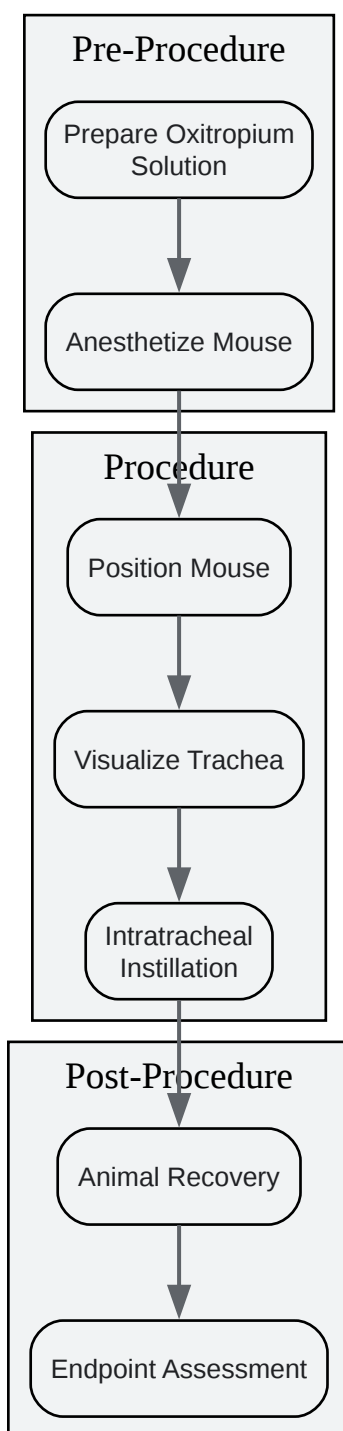 Pre-Procedure
Prepare Oxitropium
Solution
Anesthetize Mouse
Procedure
Position Mouse
Visualize Trachea
Intratracheal
Instillation
Post-Procedure
Animal Recovery
Endpoint Assessment